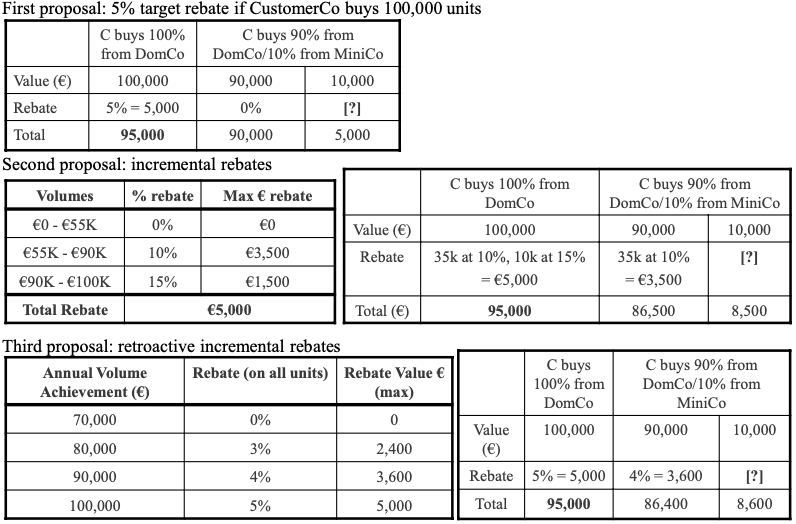 First proposal: 5% target rebate if CustomerCo buys 100,000 units
C buys 100% from DomCo
C buys 90% from DomCo/10% from MiniCo
Value (€) 100,000 90,000 10,000
Rebate 5% = 5,000 0% [?]
Total 95,000 90,000 5,000
Second proposal: incremental rebates
Volumes % rebate Max € rebate
€0 - €55K 0% €0
€55K - €90K 10% €3,500
€90K - €100K 15% €1,500
Total Rebate €5,000
C buys 100% from
DomCo
C buys 90% from
DomCo/10% from MiniCo
Value (€) 100,000 90,000 10,000
Rebate 35k at 10%, 10k at 15% 35k at 10% [?]
= €5,000 = €3,500
Total (€) 95,000 86,500 8,500
Third proposal: retroactive incremental rebates
Annual Volume Rebate (on all units) Rebate Value €
Achievement (€) (max)
70,000 0% 0
80,000 3% 2,400
90,000 4% 3,600
100,000 5% 5,000
C buys
100% from
DomCo
C buys 90% from
DomCo/10% from
MiniCo
Value 100,000 90,000 10,000
(€)
Rebate 5% = 5,000 4% = 3,600 [?]
Total 95,000 86,400 8,600